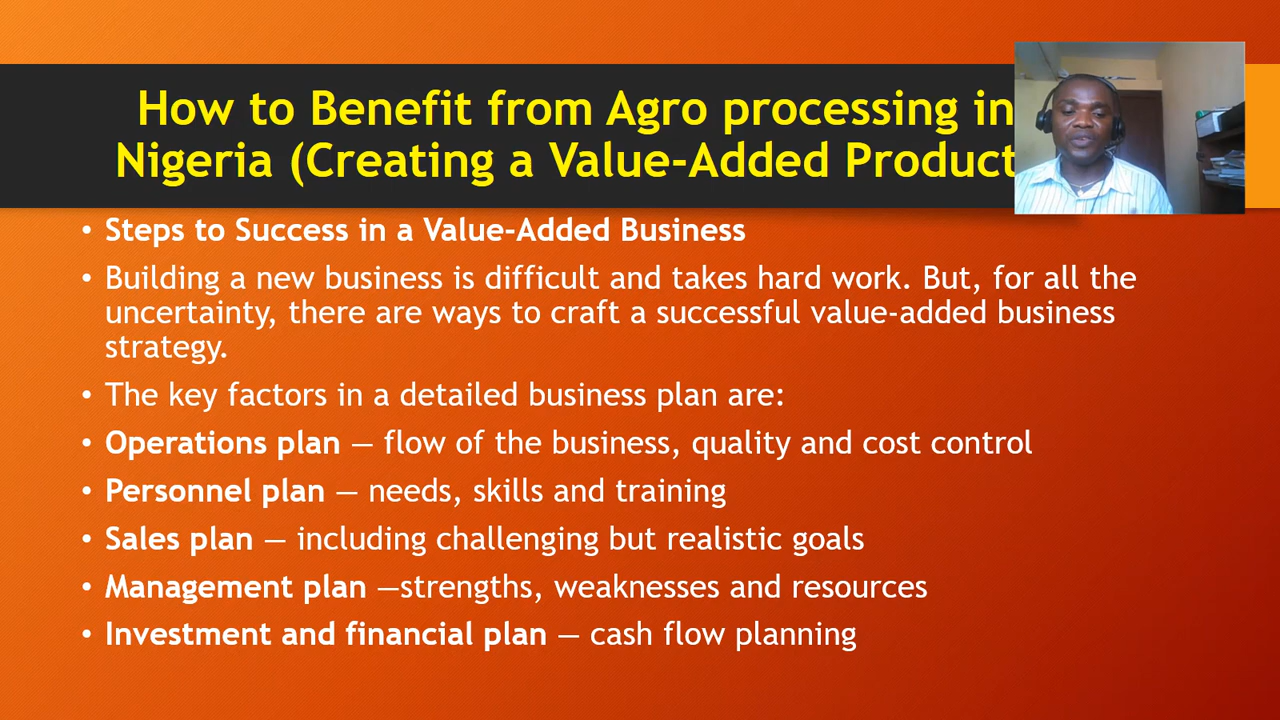 How to Benefit from Agro processing in
Nigeria (Creating a Value-Added Product
• Steps to Success in a Value-Added Business
• Building a new business is difficult and takes hard work. But, for all the
uncertainty, there are ways to craft a successful value-added business
strategy.
• The key factors in a detailed business plan are:
• Operations plan — flow of the business, quality and cost control
• Personnel plan — needs, skills and training
• Sales plan — including challenging but realistic goals
• Management plan —strengths, weaknesses and resources
• Investment and financial plan — cash flow planning